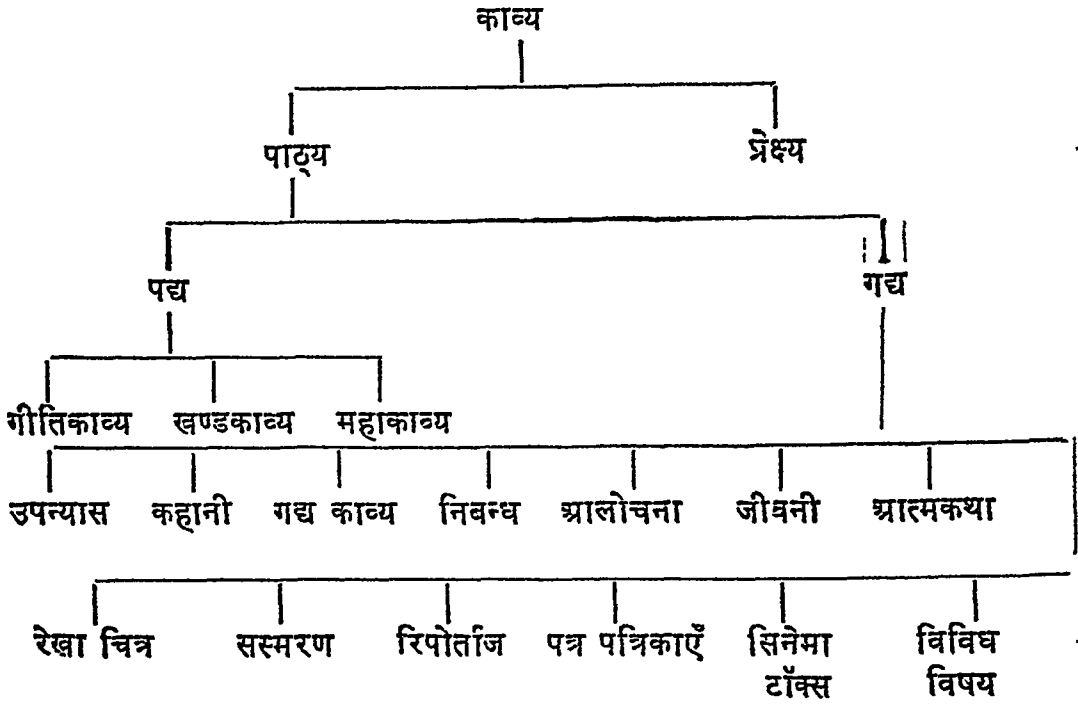 काव्य
पाठ्य प्रेक्ष्य
पद्य गद्य
गीतिकाव्य खण्डकाव्य महाकाव्य
उपन्यास कहानी गद्य काव्य निबन्ध आलोचना जीवनी आत्मकथा
रेखा चित्र सस्मरण रिपोर्ताज पत्र पत्रिकाएँ सिनेमा विविध
टॉक्स विषय